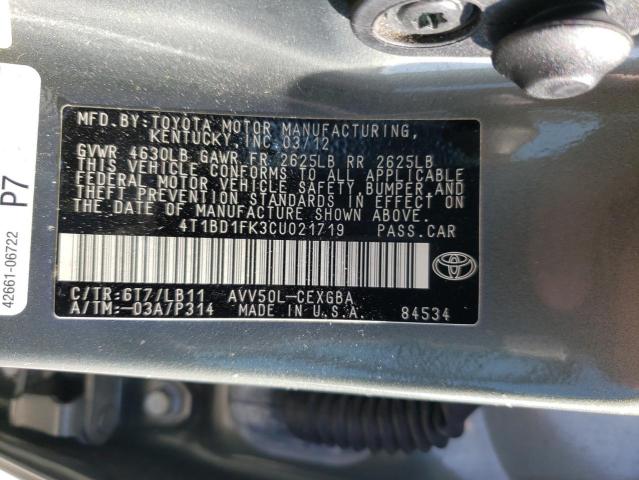 MFD. BY: TOYOTA MOTOR MANUFACTURING,
KENTUCKY, INC. 03/12
GVWR 4630LB GAWR FR 2625LB RR 2625LB
THIS VEHICLE CONFORMS TO ALL APPLICABLE
FEDERAL MOTOR VEHICLE SAFETY, BUMPER, AND
THEFT PREVENTION STANDARDS IN EFFECT ON
THE DATE OF MANUFACTURE SHOWN ABOVE.
4T1BD1FK3CU021719 PASS. CAR
C/TR: 6T7/LB11 AVV50L-CEXGBA
A/TM: -03A/P314 MADE IN U.S.A. 84534
P7
42661-06722